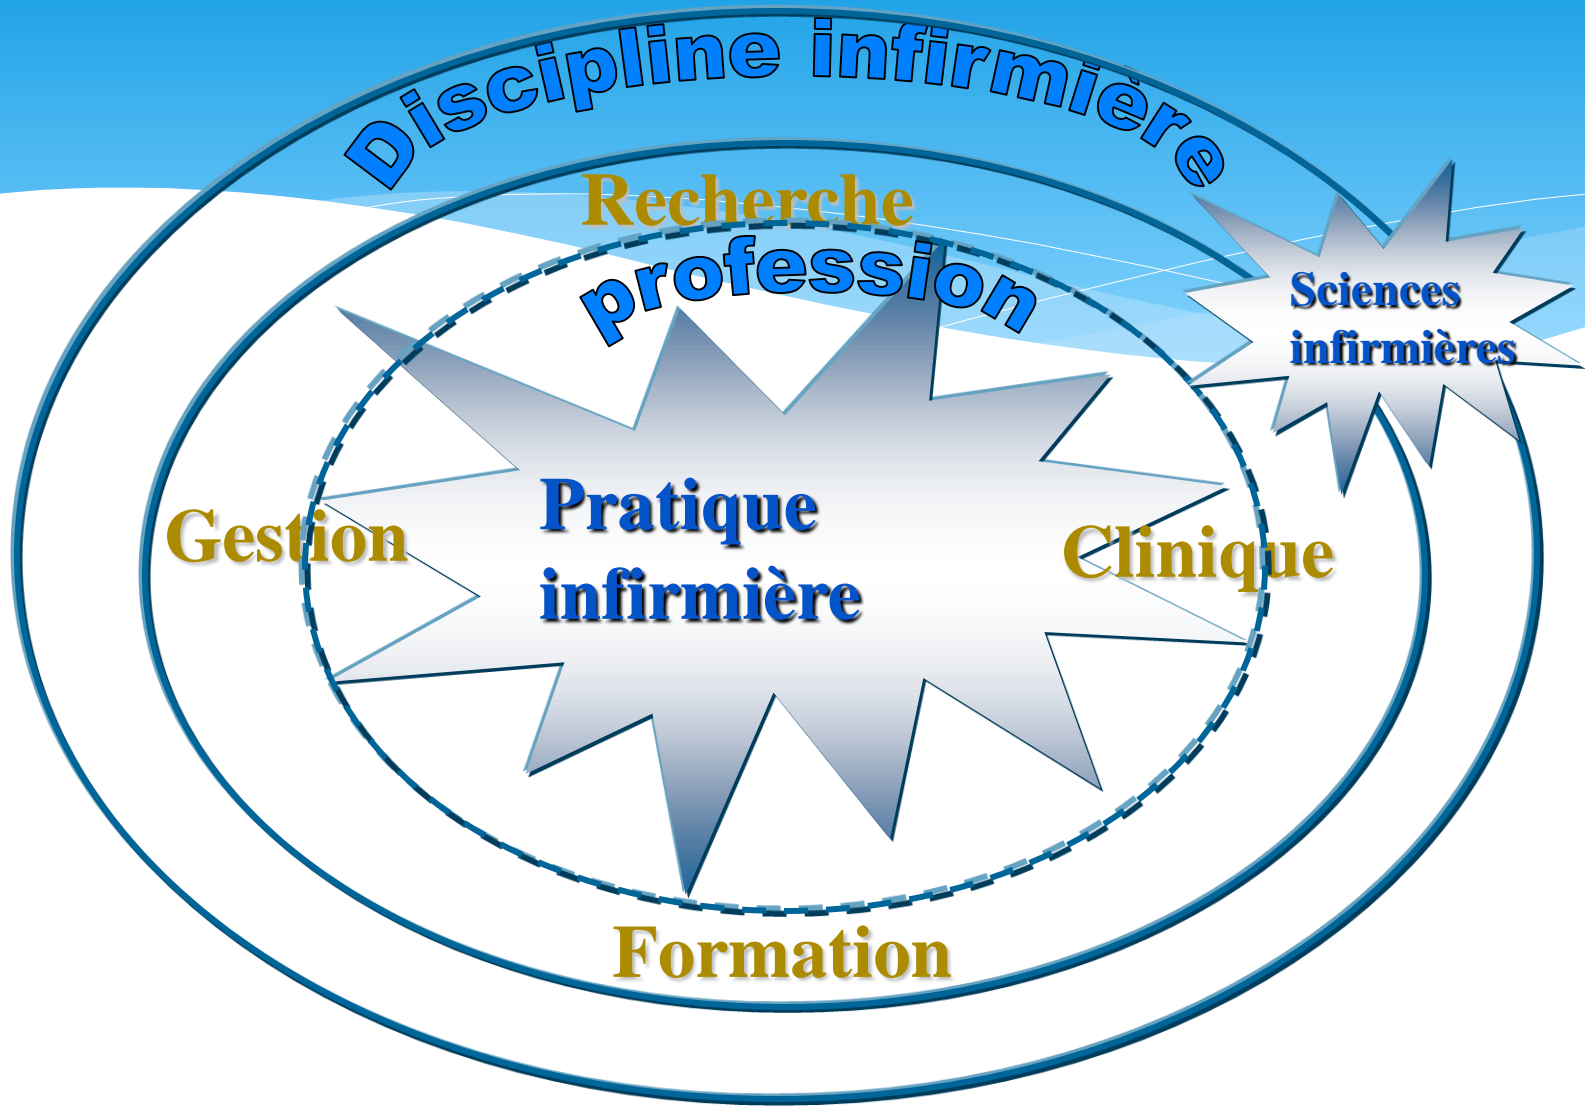 Discipline infirmière
Recherche
profession
Sciences
infirmières
Pratique
infirmière
Gestion
Clinique
Formation